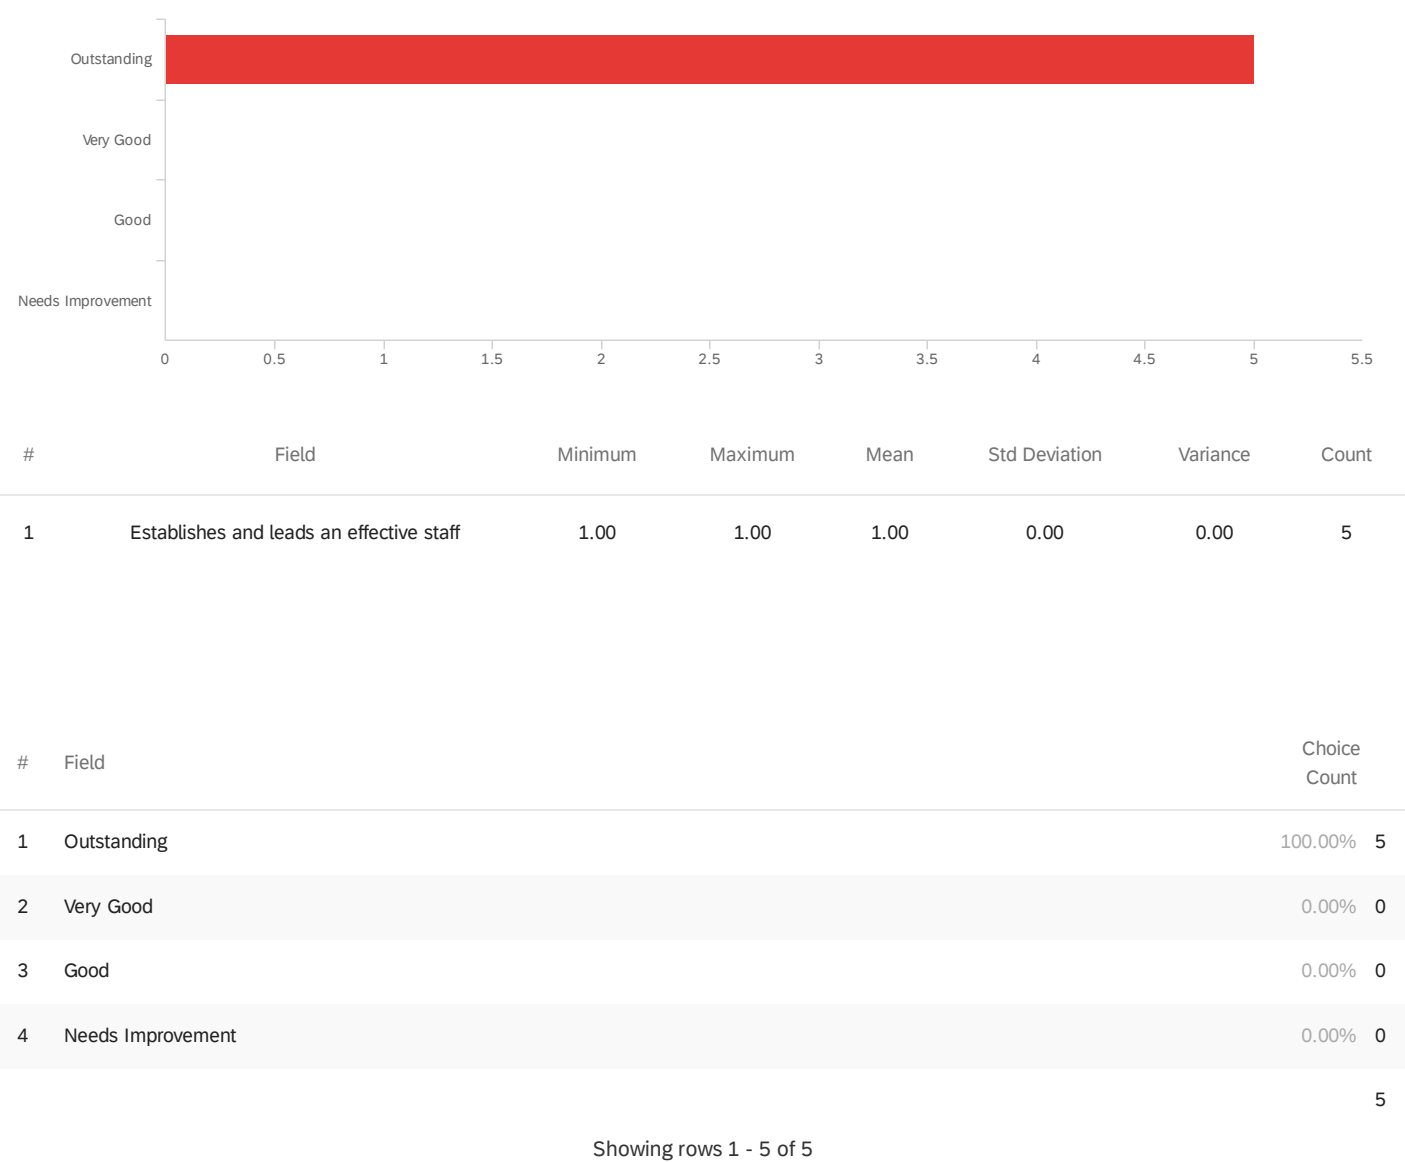 Outstanding
Very Good
Good
Needs Improvement
0 0.5 1 1.5 2 2.5 3 3.5 4 4.5 5 5.5
# Field Minimum Maximum Mean Std Deviation Variance Count
1 Establishes and leads an effective staff 1.00 1.00 1.00 0.00 0.00 5
# Field Choice
Count
1 Outstanding 100.00% 5
2 Very Good 0.00% 0
3 Good 0.00% 0
4 Needs Improvement 0.00% 0
5
Showing rows 1 - 5 of 5